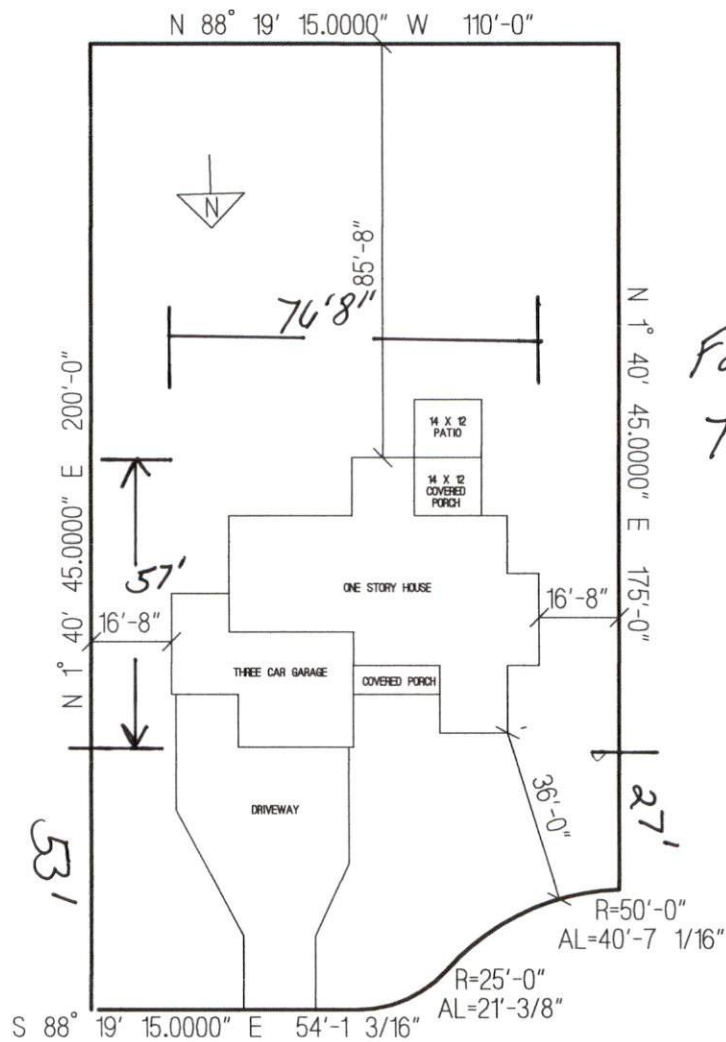 N 88° 19' 15.0000" W 110'-0"
N
85'-8"
N 1° 40' 45.0000" E 200'-0"
N 1° 40' 45.0000" E 175'-0"
14 X 12
PATIO
14 X 12
COVERED
PORCH
57'
ONE STORY HOUSE
16'-8"
16'-8"
THREE CAR GARAGE
COVERED PORCH
36'-0"
DRIVEWAY
27'
53'
R=50'-0"
AL=40'-7 1/16"
R=25'-0"
AL=21'-3/8"
S 88° 19' 15.0000" E 54'-1 3/16"